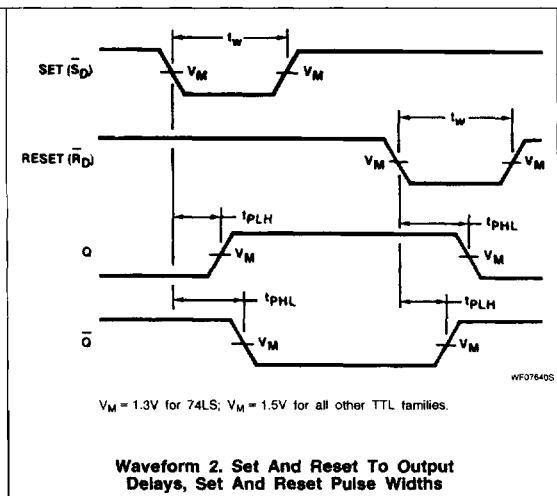 t_w
SET (S̅_D) V_M V_M
t_w
RESET (R̅_D) V_M V_M
t_PLH t_PHL
Q V_M V_M
t_PHL t_PLH
Q̅ V_M V_M
WF07640S
V_M = 1.3V for 74LS; V_M = 1.5V for all other TTL families.
Waveform 2. Set And Reset To Output
Delays, Set And Reset Pulse Widths